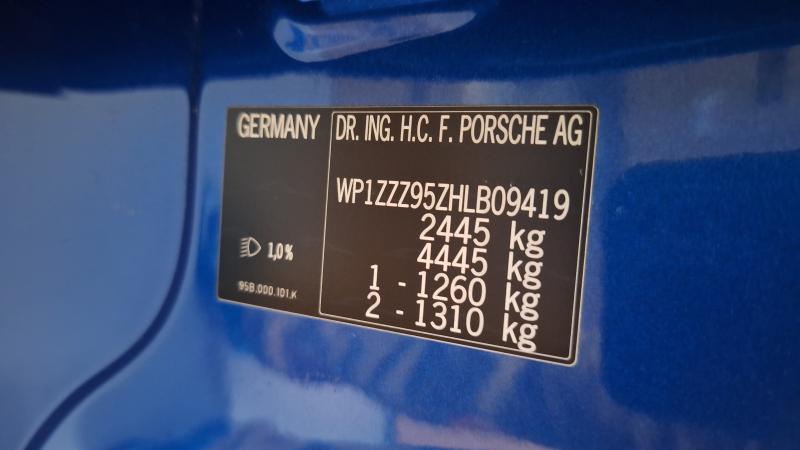 GERMANY
DR. ING. H.C. F. PORSCHE AG
WP1ZZZ95ZHLB09419
2445 kg
4445 kg
1 - 1260 kg
2 - 1310 kg
1,0%
95B.000.101.K